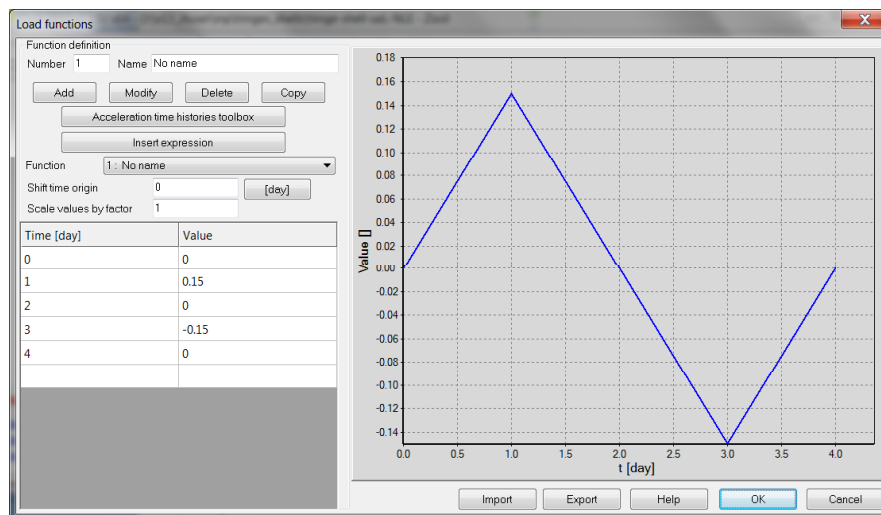 Load functions
Function definition
Number 1 Name No name
Add Modify Delete Copy
Acceleration time histories toolbox
Insert expression
Function 1 : No name
Shift time origin 0 [day]
Scale values by factor 1
Time [day] Value
0 0
1 0.15
2 0
3 -0.15
4 0
Value []
0.18
0.16
0.14
0.12
0.10
0.08
0.06
0.04
0.02
0.00
-0.02
-0.04
-0.06
-0.08
-0.10
-0.12
-0.14
0.0 0.5 1.0 1.5 2.0 2.5 3.0 3.5 4.0
t [day]
Import Export Help OK Cancel